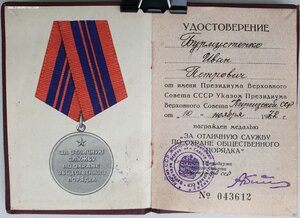 ЗА ОТЛИЧНУЮ
СЛУЖБУ
ПО ОХРАНЕ
ОБЩЕСТВЕННОГО
ПОРЯДКА
УДОСТОВЕРЕНИЕ
Бурмистенко
Иван
Петрович
от имени Президиума Верховного
Совета СССР Указом Президиума
Верховного Совета
от „10“ ноября
награжден медалью
„ЗА ОТЛИЧНУЮ СЛУЖБУ
ПО ОХРАНЕ ОБЩЕСТВЕННОГО
ПОРЯДКА“
№ 043612